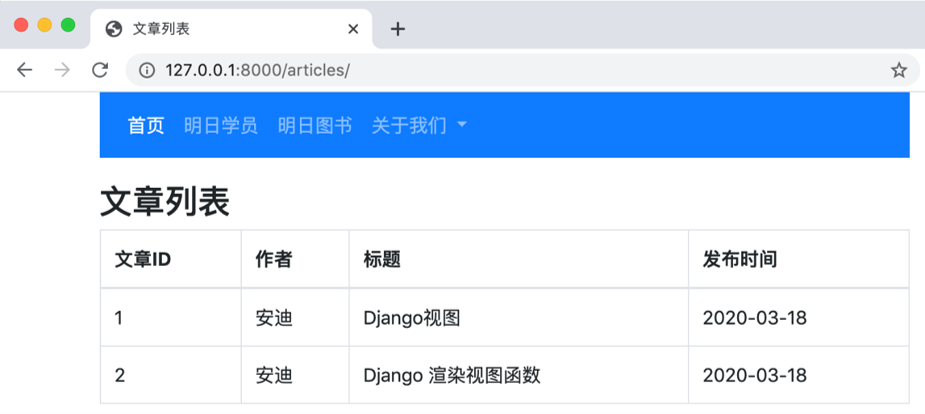 文章列表
127.0.0.1:8000/articles/
首页 明日学员 明日图书 关于我们
文章列表
文章ID 作者 标题 发布时间
1 安迪 Django视图 2020-03-18
2 安迪 Django 渲染视图函数 2020-03-18